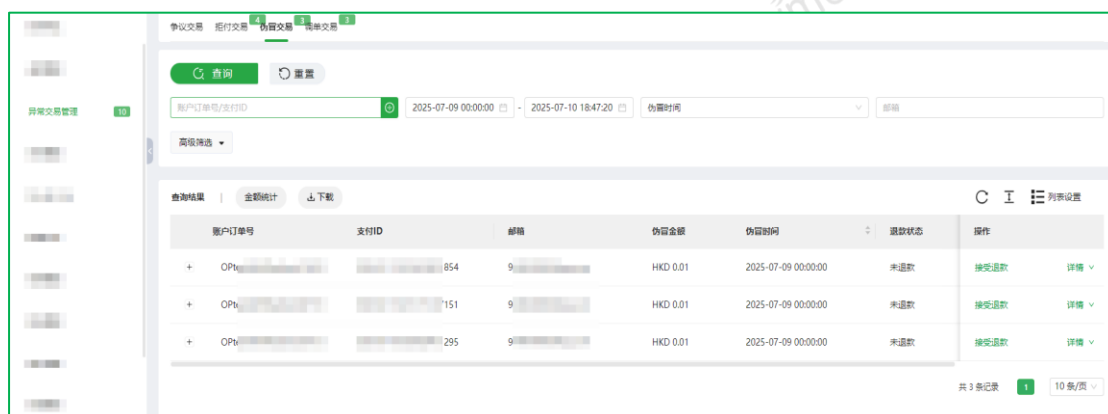 争议交易 拒付交易 4 伪冒交易 3 调单交易 3
查询 重置
异常交易管理 10
账户订单号/支付ID 2025-07-09 00:00:00 - 2025-07-10 18:47:20 伪冒时间 邮箱
高级筛选
查询结果 金额统计 下载 列表设置
账户订单号 支付ID 邮箱 伪冒金额 伪冒时间 退款状态 操作
+ OPt 854 9 HKD 0.01 2025-07-09 00:00:00 未退款 接受退款 详情
+ OPt 151 9 HKD 0.01 2025-07-09 00:00:00 未退款 接受退款 详情
+ OPt 295 9 HKD 0.01 2025-07-09 00:00:00 未退款 接受退款 详情
共 3 条记录 1 10 条/页